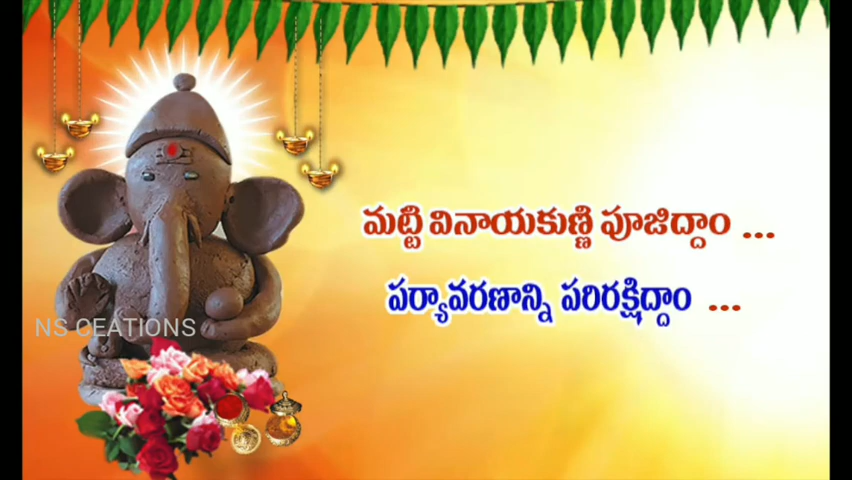 మట్టి వినాయకుణ్ణి పూజిద్దాం ...
పర్యావరణాన్ని పరిరక్షిద్దాం ...
NS CEATIONS